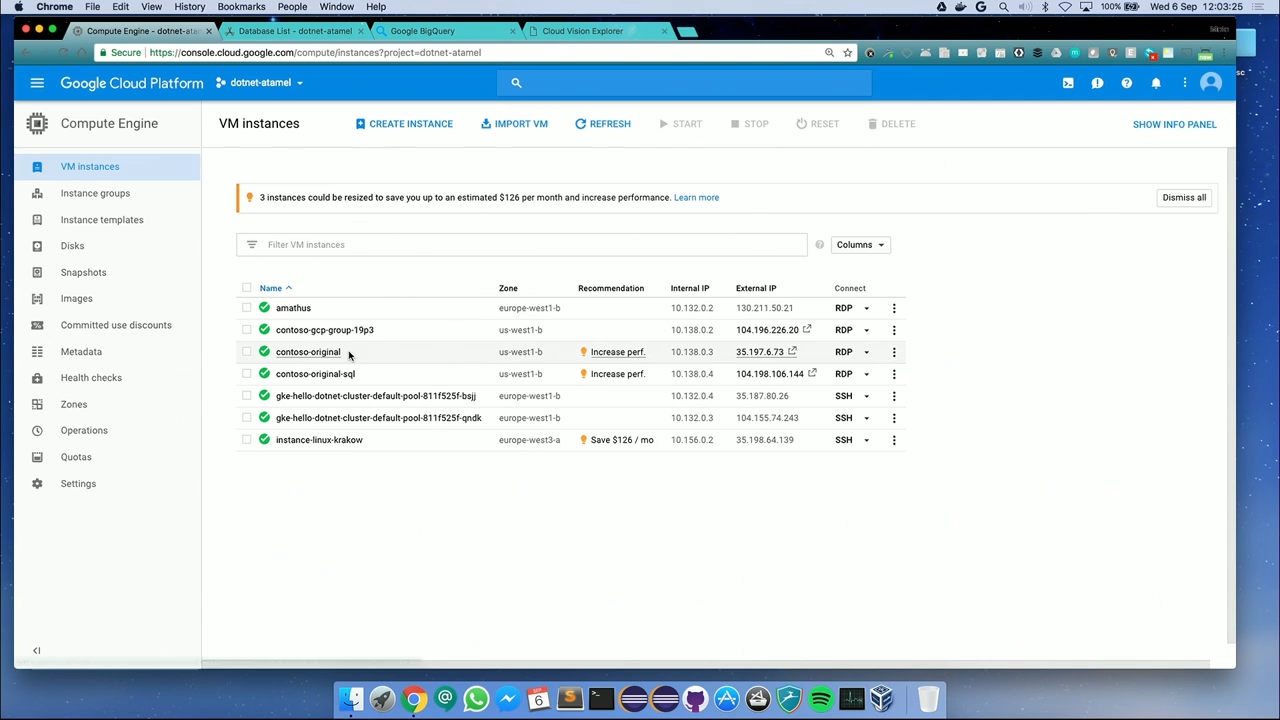 Chrome File Edit View History Bookmarks People Window Help 100% Wed 6 Sep 12:03:25
Compute Engine - dotnet-atam Database List - dotnet-atamel Google BigQuery Cloud Vision Explorer
Secure https://console.cloud.google.com/compute/instances?project=dotnet-atamel
Google Cloud Platform dotnet-atamel
Compute Engine VM instances CREATE INSTANCE IMPORT VM REFRESH START STOP RESET DELETE SHOW INFO PANEL
VM instances
Instance groups
Instance templates
Disks
Snapshots
Images
Committed use discounts
Metadata
Health checks
Zones
Operations
Quotas
Settings
3 instances could be resized to save you up to an estimated $126 per month and increase performance. Learn more Dismiss all
Filter VM instances Columns
Name Zone Recommendation Internal IP External IP Connect
amathus europe-west1-b 10.132.0.2 130.211.50.21 RDP
contoso-gcp-group-19p3 us-west1-b 10.138.0.2 104.196.226.20 RDP
contoso-original us-west1-b Increase perf. 10.138.0.3 35.197.6.73 RDP
contoso-original-sql us-west1-b Increase perf. 10.138.0.4 104.198.106.144 RDP
gke-hello-dotnet-cluster-default-pool-811f525f-bsjj europe-west1-b 10.132.0.4 35.187.80.26 SSH
gke-hello-dotnet-cluster-default-pool-811f525f-qndk europe-west1-b 10.132.0.3 104.155.74.243 SSH
instance-linux-krakow europe-west3-a Save $126 / mo 10.156.0.2 35.198.64.139 SSH